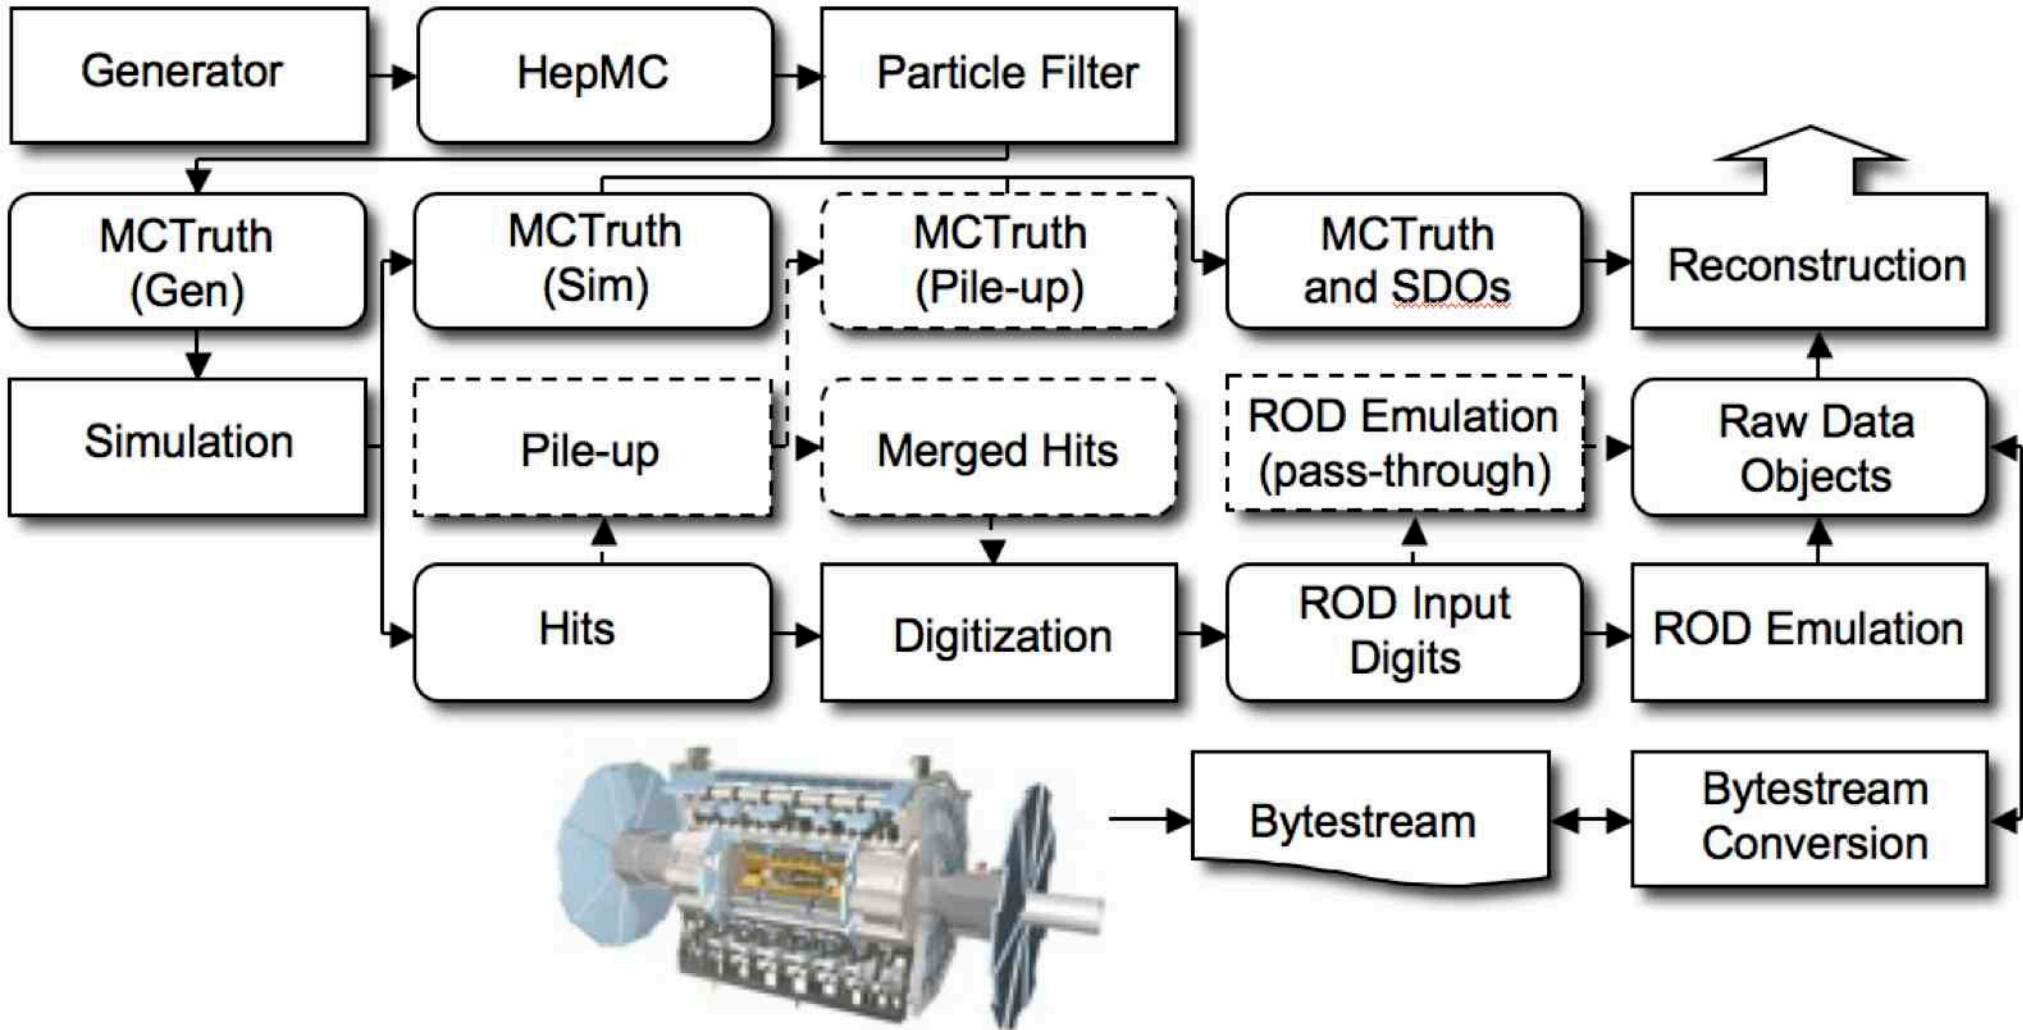 Generator
HepMC
Particle Filter
MCTruth
(Gen)
MCTruth
(Sim)
MCTruth
(Pile-up)
MCTruth
and SDOs
Reconstruction
Simulation
Pile-up
Merged Hits
ROD Emulation
(pass-through)
Raw Data
Objects
Hits
Digitization
ROD Input
Digits
ROD Emulation
Bytestream
Bytestream
Conversion